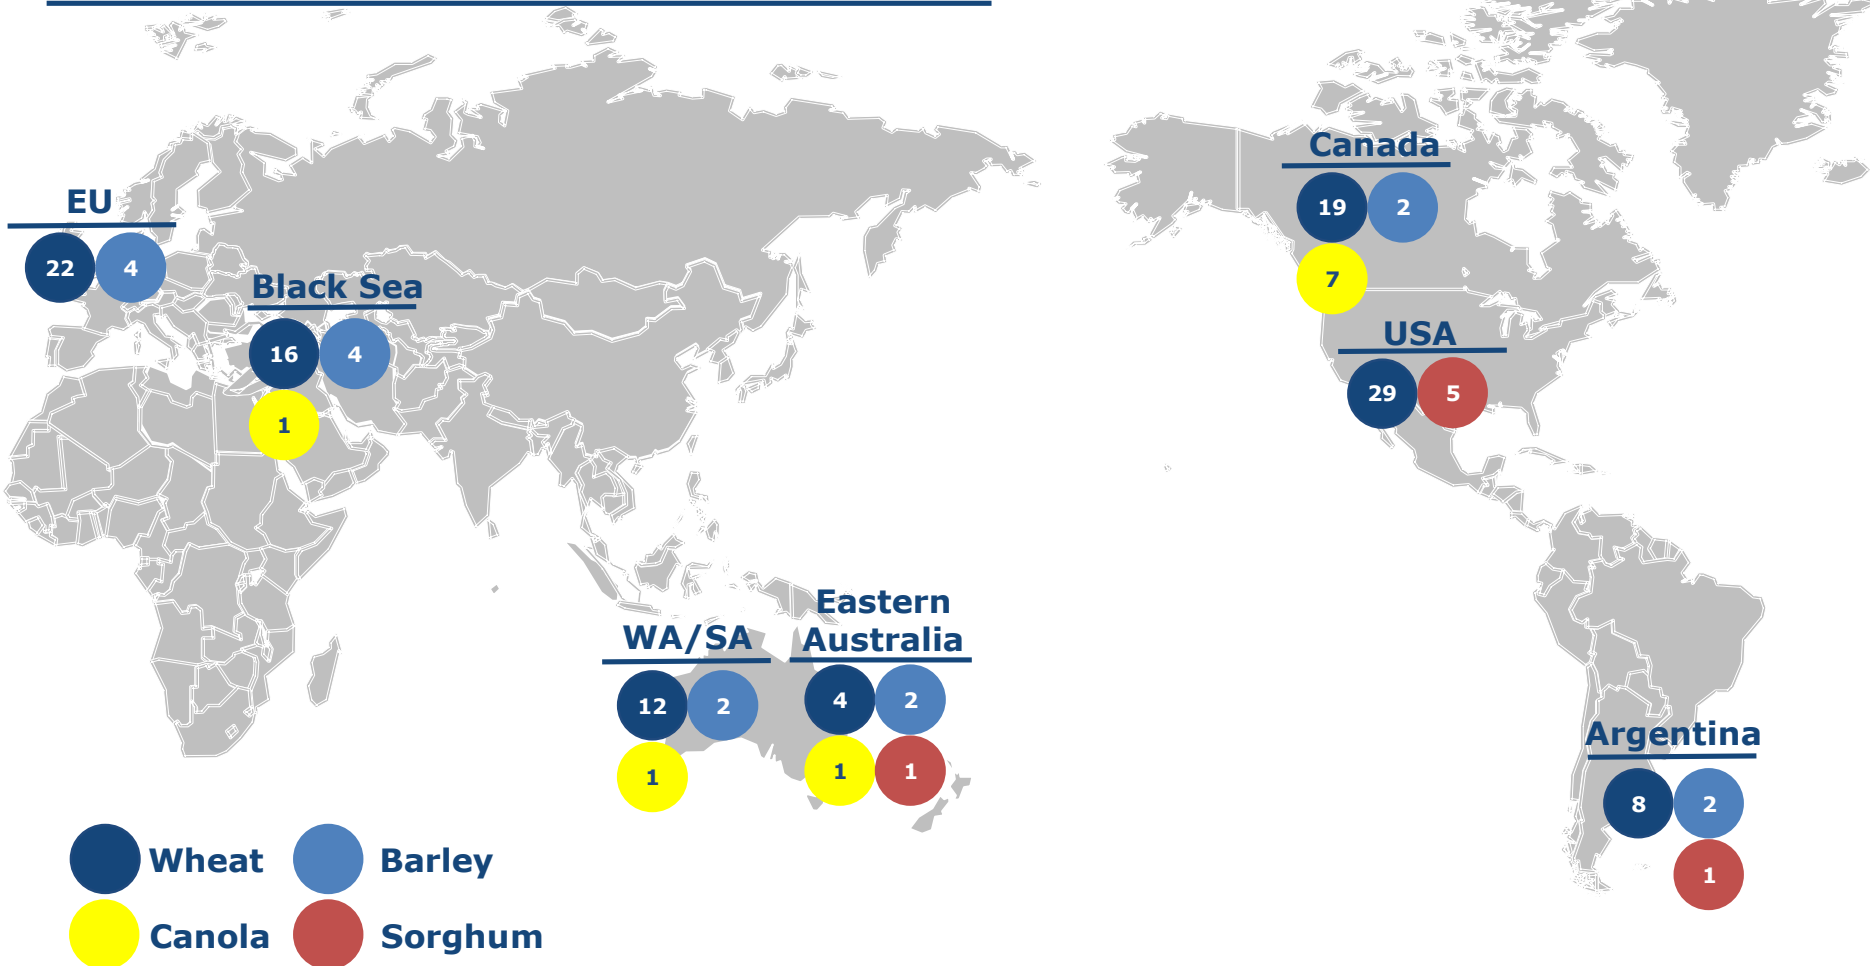 EU
22 4
Black Sea
16 4
1
Canada
19 2
7
USA
29 5
WA/SA
12 2
1
Eastern
Australia
4 2
1 1
Argentina
8 2
1
Wheat Barley
Canola Sorghum